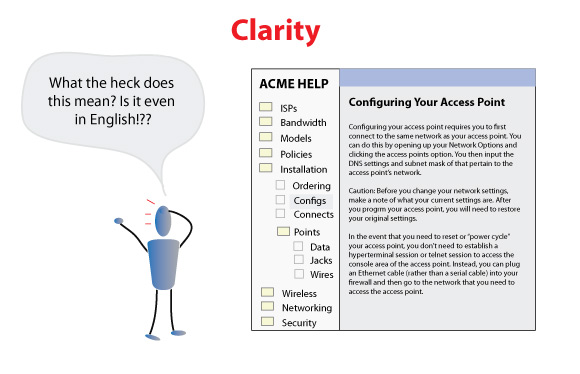 Clarity
What the heck does
this mean? Is it even
in English!??
ACME HELP
ISPs
Bandwidth
Models
Policies
Installation
Ordering
Configs
Connects
Points
Data
Jacks
Wires
Wireless
Networking
Security
Configuring Your Access Point
Configuring your access point requires you to first
connect to the same network as your access point. You
can do this by opening up your Network Options and
clicking the access points option. You then input the
DNS settings and subnet mask of that pertain to the
access point's network.
Caution: Before you change your network settings,
make a note of what your current settings are. After
you progrm your access point, you will need to restore
your original settings.
In the event that you need to reset or "power cycle"
your access point, you don't need to establish a
hyperterminal session or telnet session to access the
console area of the access point. Instead, you can plug
an Ethernet cable (rather than a serial cable) into your
firewall and then go to the network that you need to
access the access point.